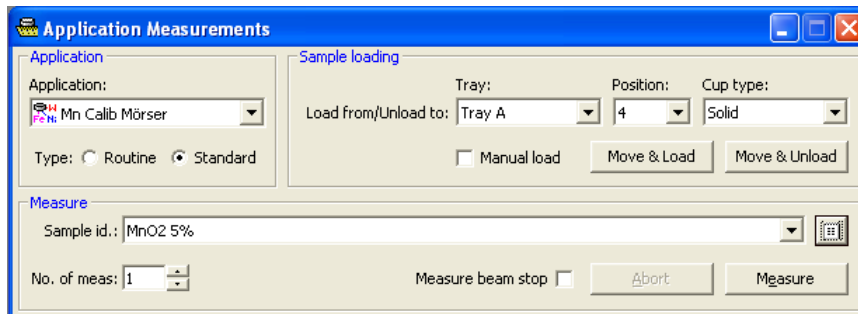 Application Measurements
Application
Sample loading
Application:
Tray:
Position:
Cup type:
Mn Calib Mörser
Load from/Unload to:
Tray A
4
Solid
Type:
Routine
Standard
Manual load
Move & Load
Move & Unload
Measure
Sample id.:
MnO2 5%
No. of meas:
1
Measure beam stop
Abort
Measure